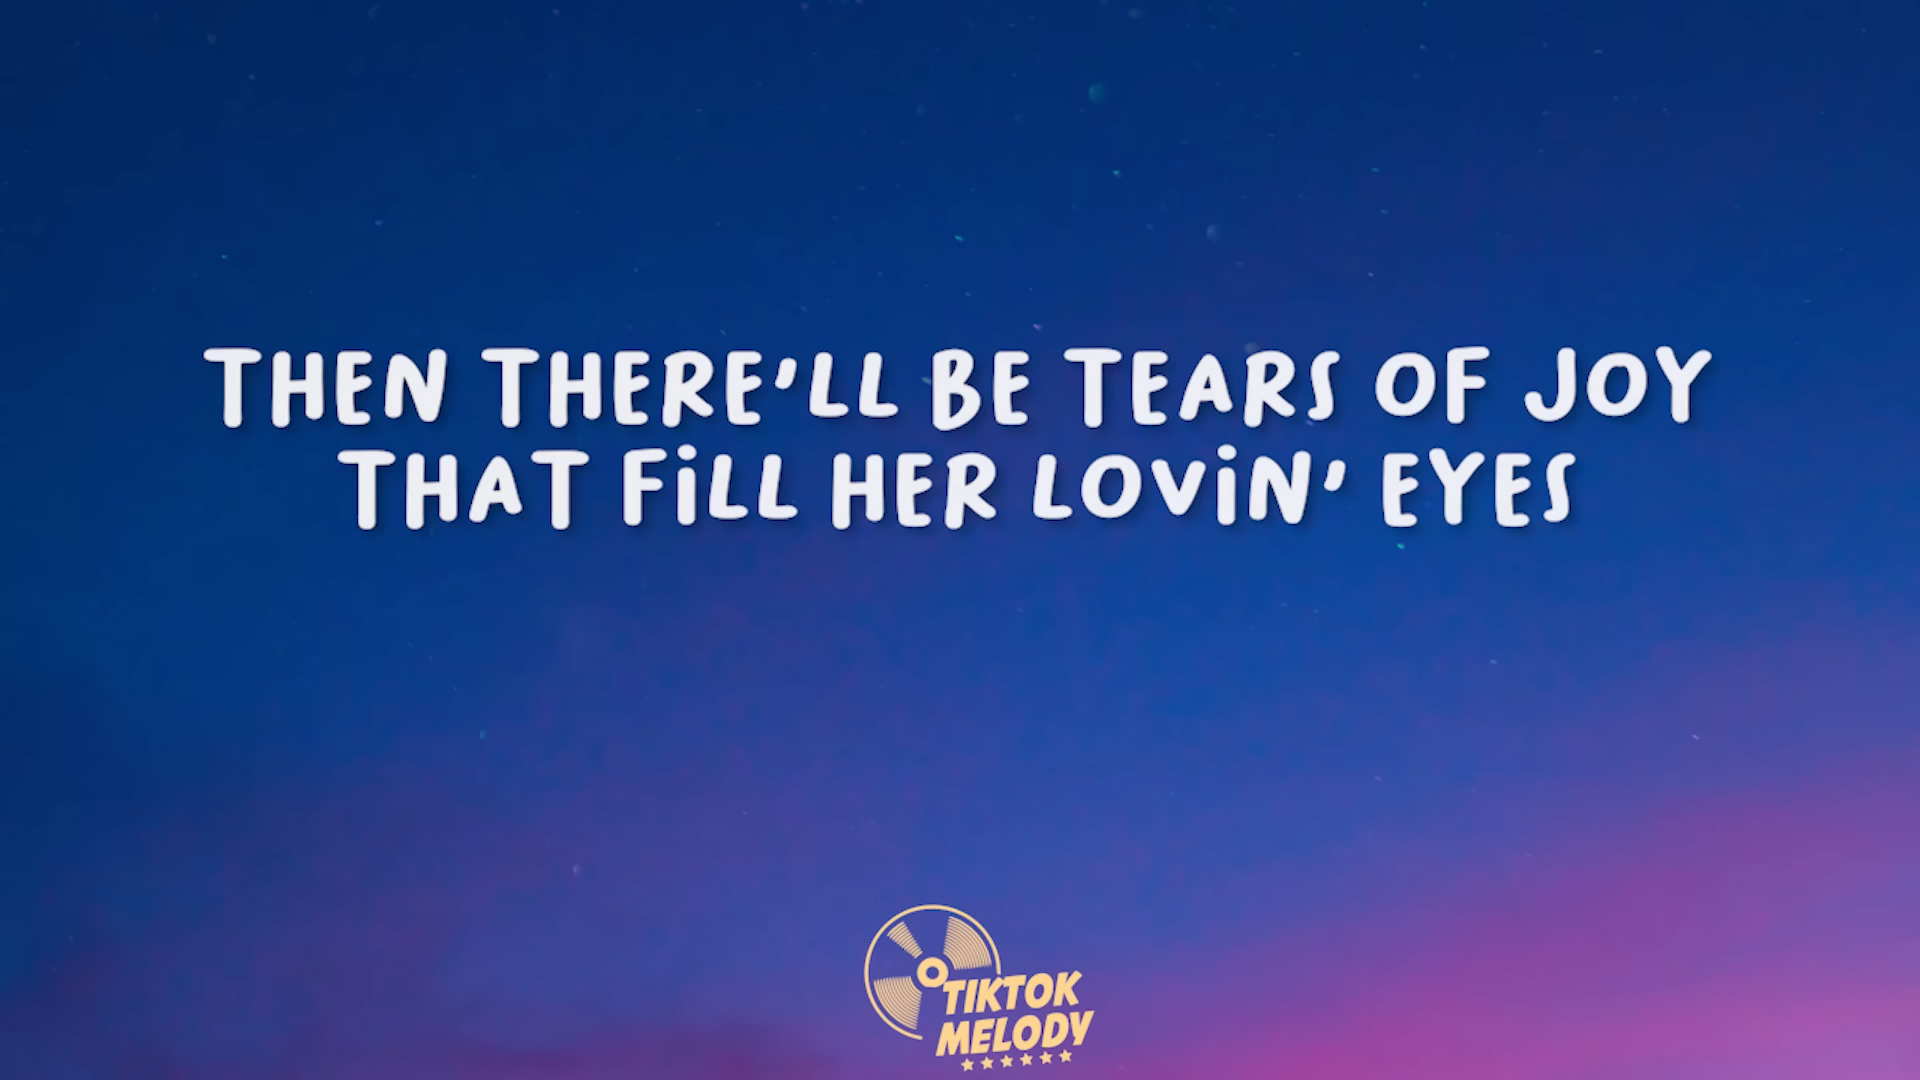 THEN THERE'LL BE TEARS OF JOY
THAT FiLL HER LOViN' EYES
TIKTOK
MELODY